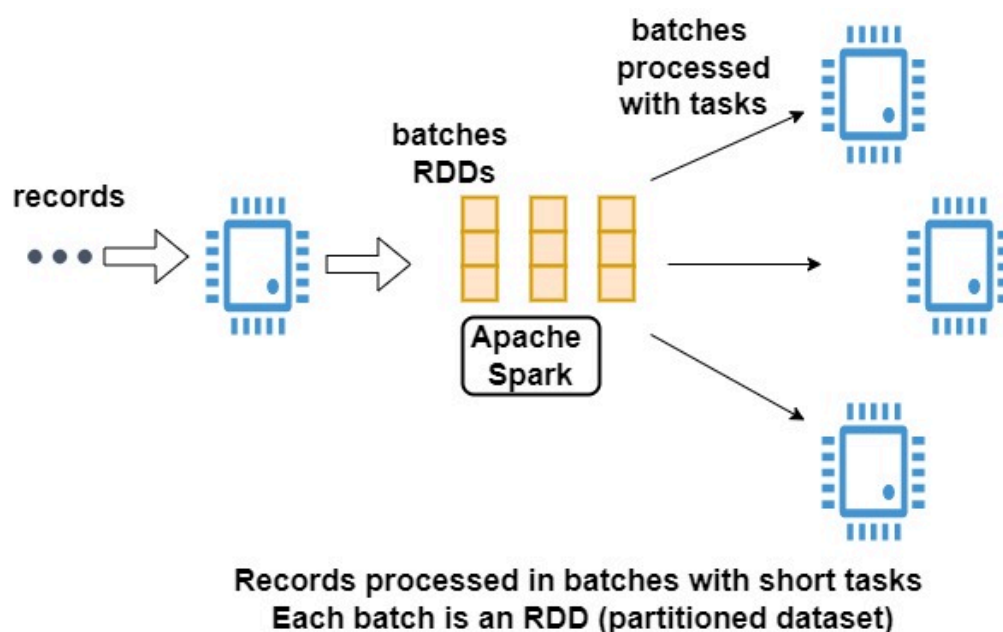 batches
processed
with tasks
batches
RDDs
records
Apache
Spark
Records processed in batches with short tasks
Each batch is an RDD (partitioned dataset)